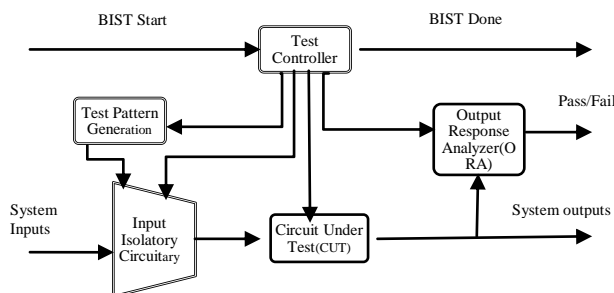 BIST Start
Test
Controller
BIST Done
Test Pattern
Generation
Output
Response
Analyzer(O
RA)
Pass/Fail
System
Inputs
Input
Isolatory
Circuitary
Circuit Under
Test(CUT)
System outputs